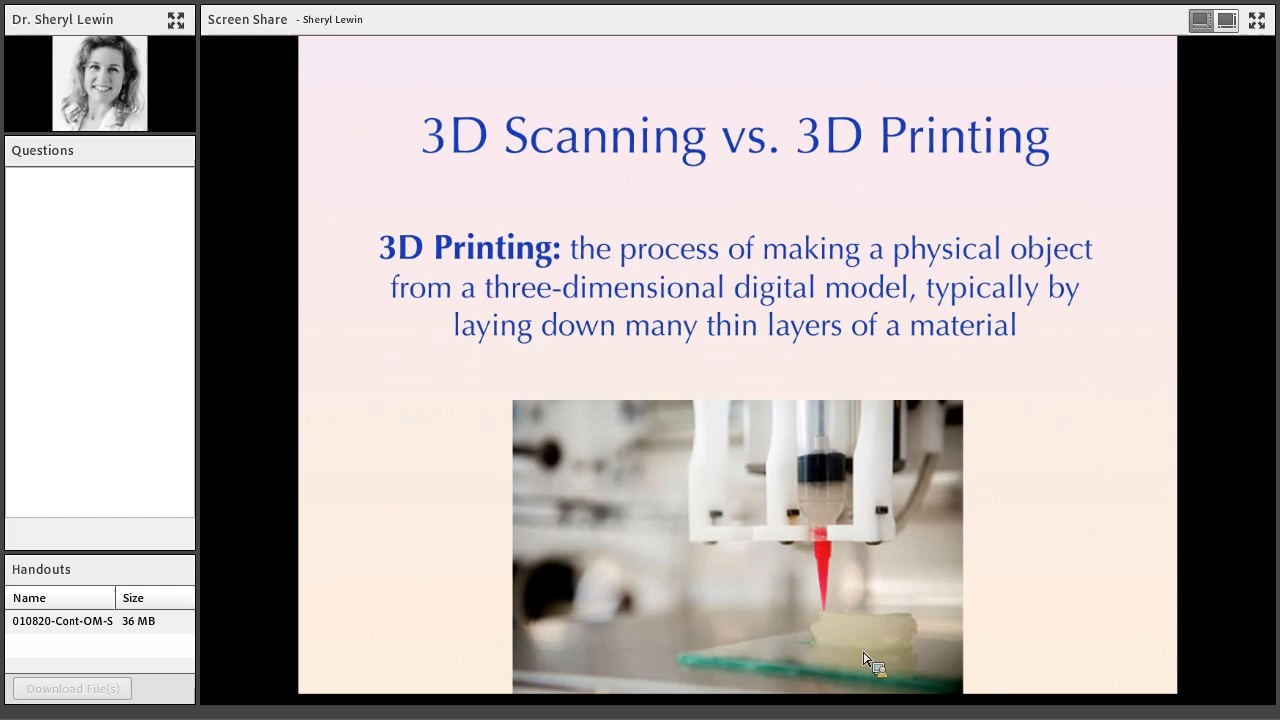 Dr. Sheryl Lewin
Screen Share - Sheryl Lewin
Questions
3D Scanning vs. 3D Printing
3D Printing: the process of making a physical object
from a three-dimensional digital model, typically by
laying down many thin layers of a material
Handouts
Name Size
010820-Cont-OM-S 36 MB
Download File(s)